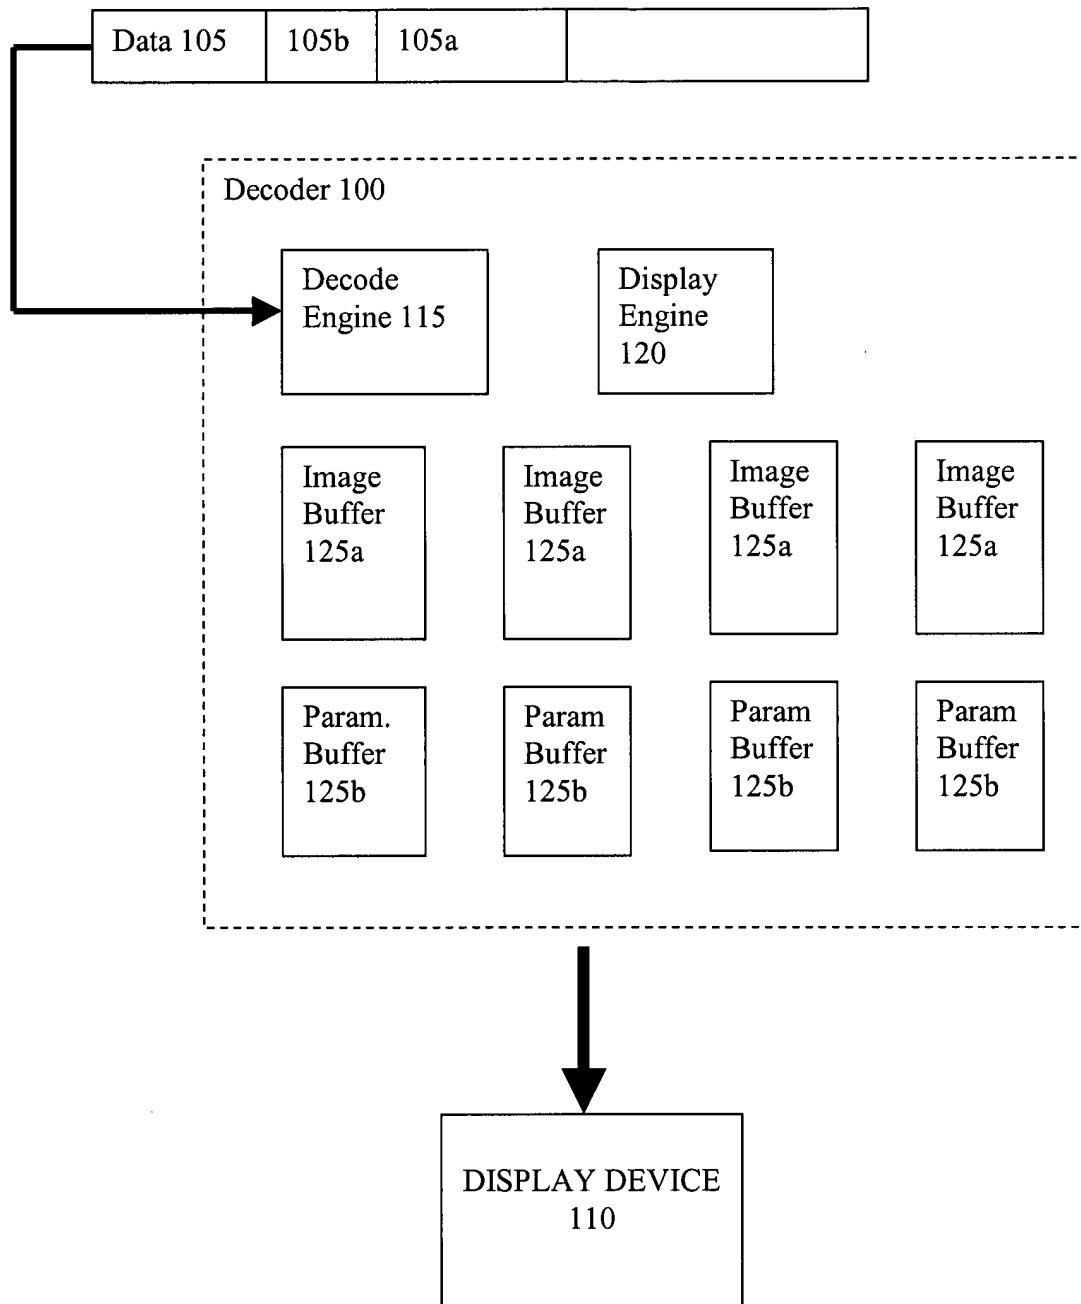 Data 105 105b 105a
Decoder 100
Decode
Engine 115
Display
Engine
120
Image
Buffer
125a
Image
Buffer
125a
Image
Buffer
125a
Image
Buffer
125a
Param.
Buffer
125b
Param
Buffer
125b
Param
Buffer
125b
Param
Buffer
125b
DISPLAY DEVICE
110